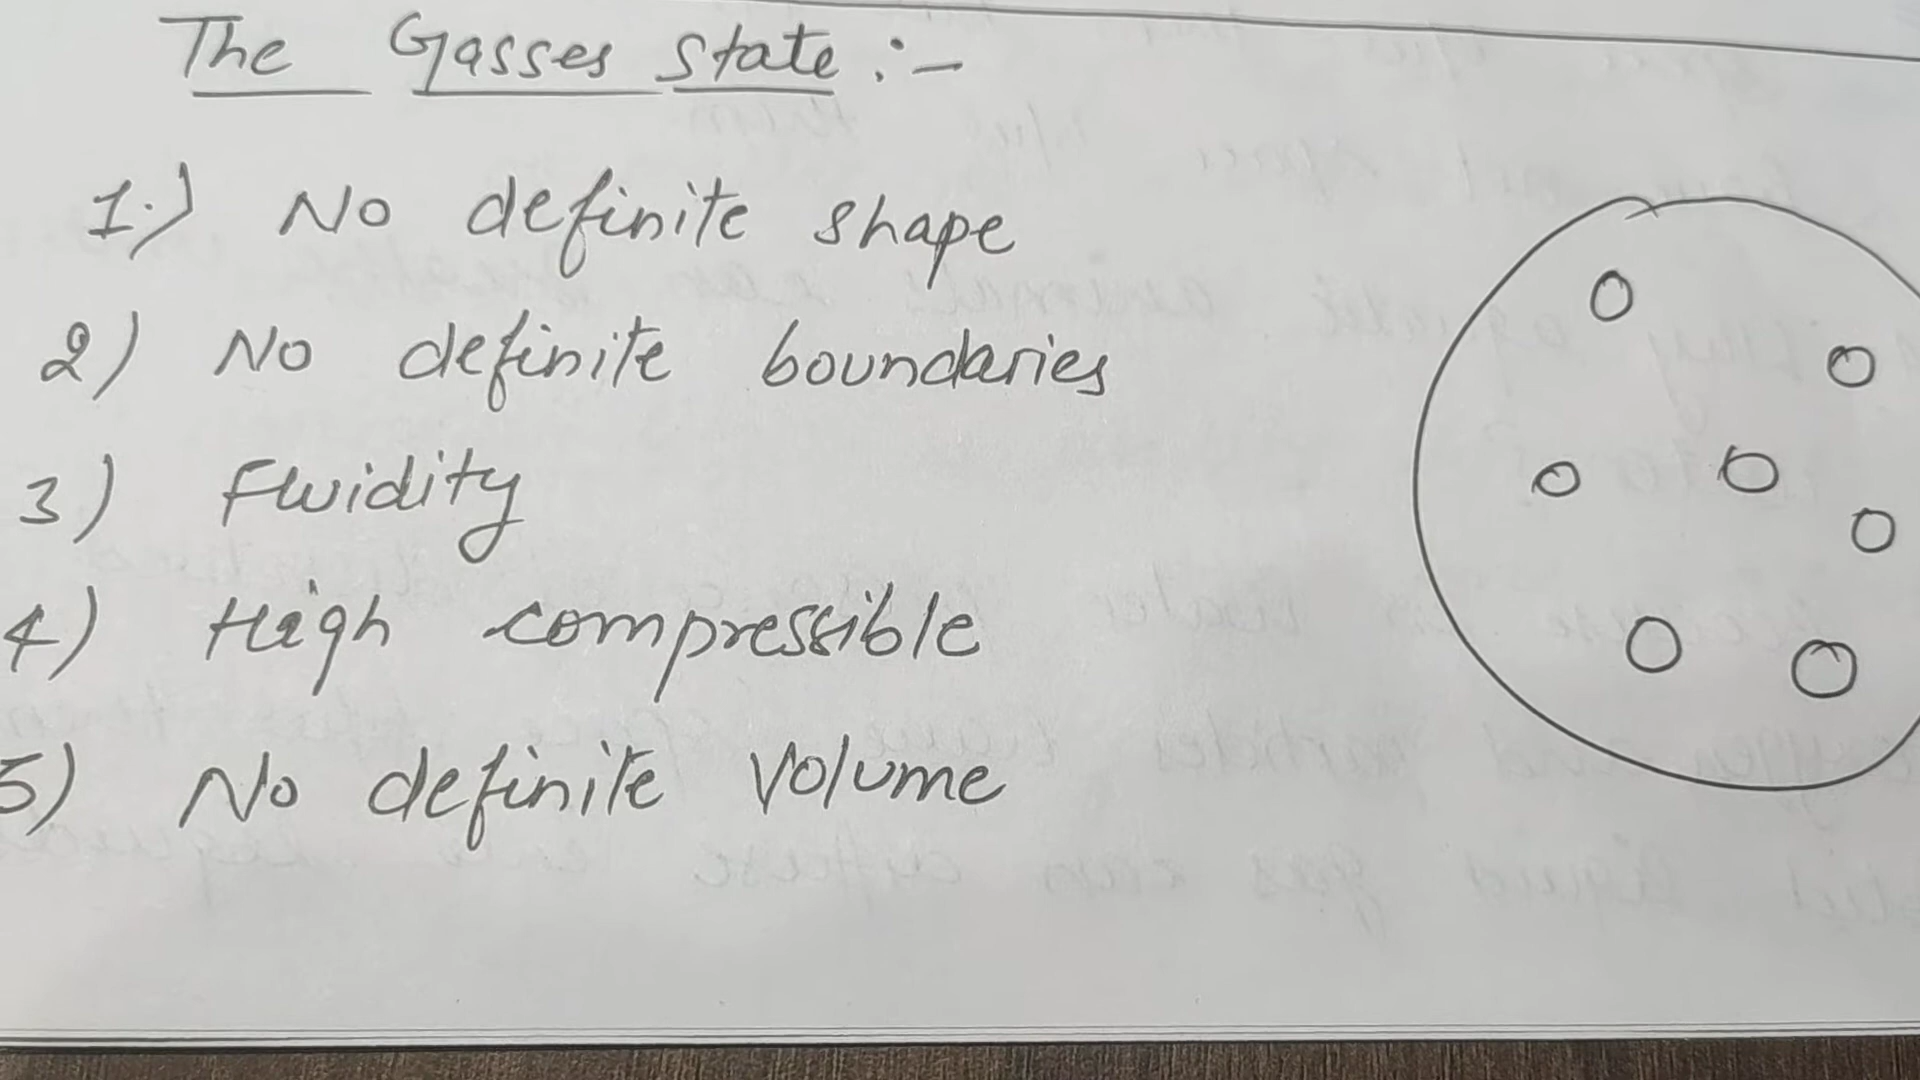 The Gasses state :-
1.) No definite shape
2) No definite boundaries
3) Fluidity
4) High compressible
5) No definite Volume